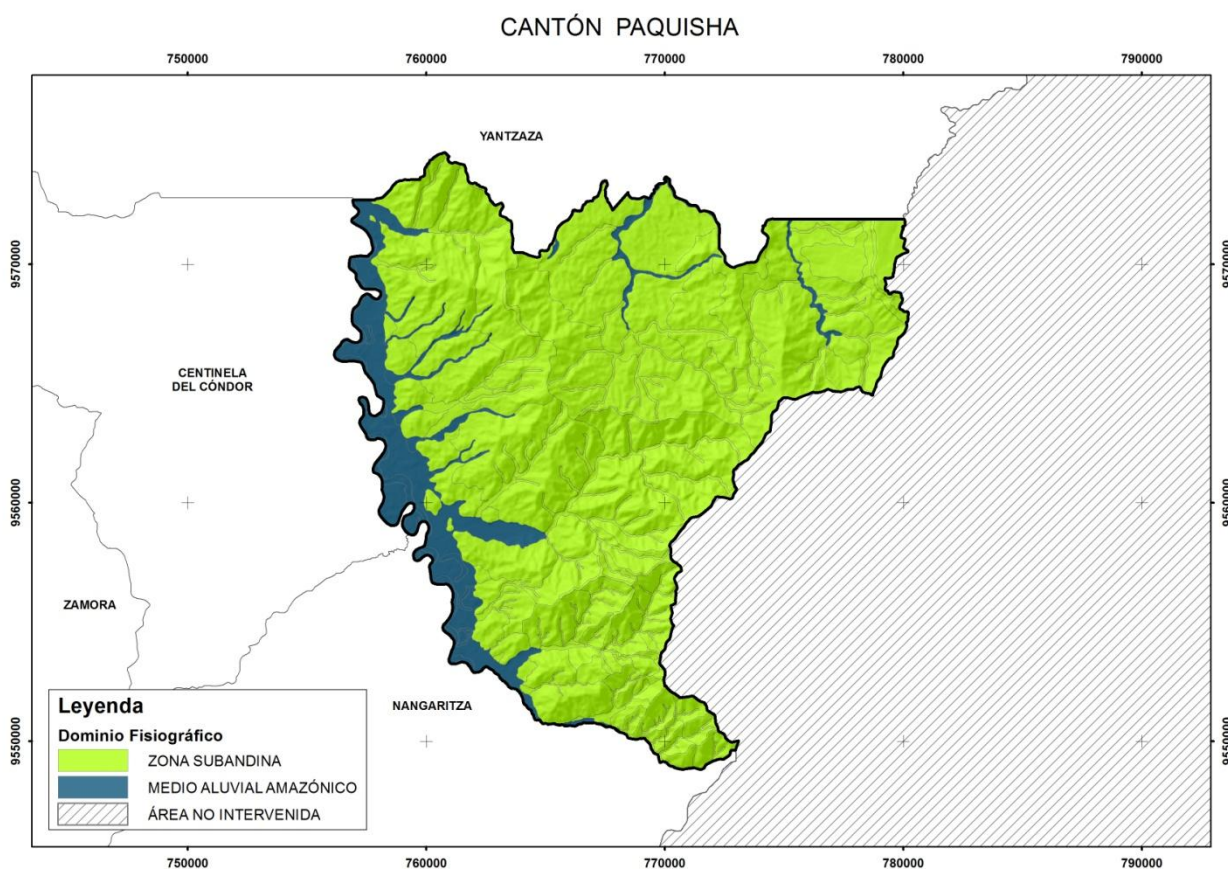 CANTÓN PAQUISHA
750000
760000
770000
780000
790000
YANTZAZA
9570000
9570000
CENTINELA
DEL CÓNDOR
9560000
9560000
ZAMORA
NANGARITZA
9550000
9550000
Leyenda
Dominio Fisiográfico
ZONA SUBANDINA
MEDIO ALUVIAL AMAZÓNICO
ÁREA NO INTERVENIDA
750000
760000
770000
780000
790000